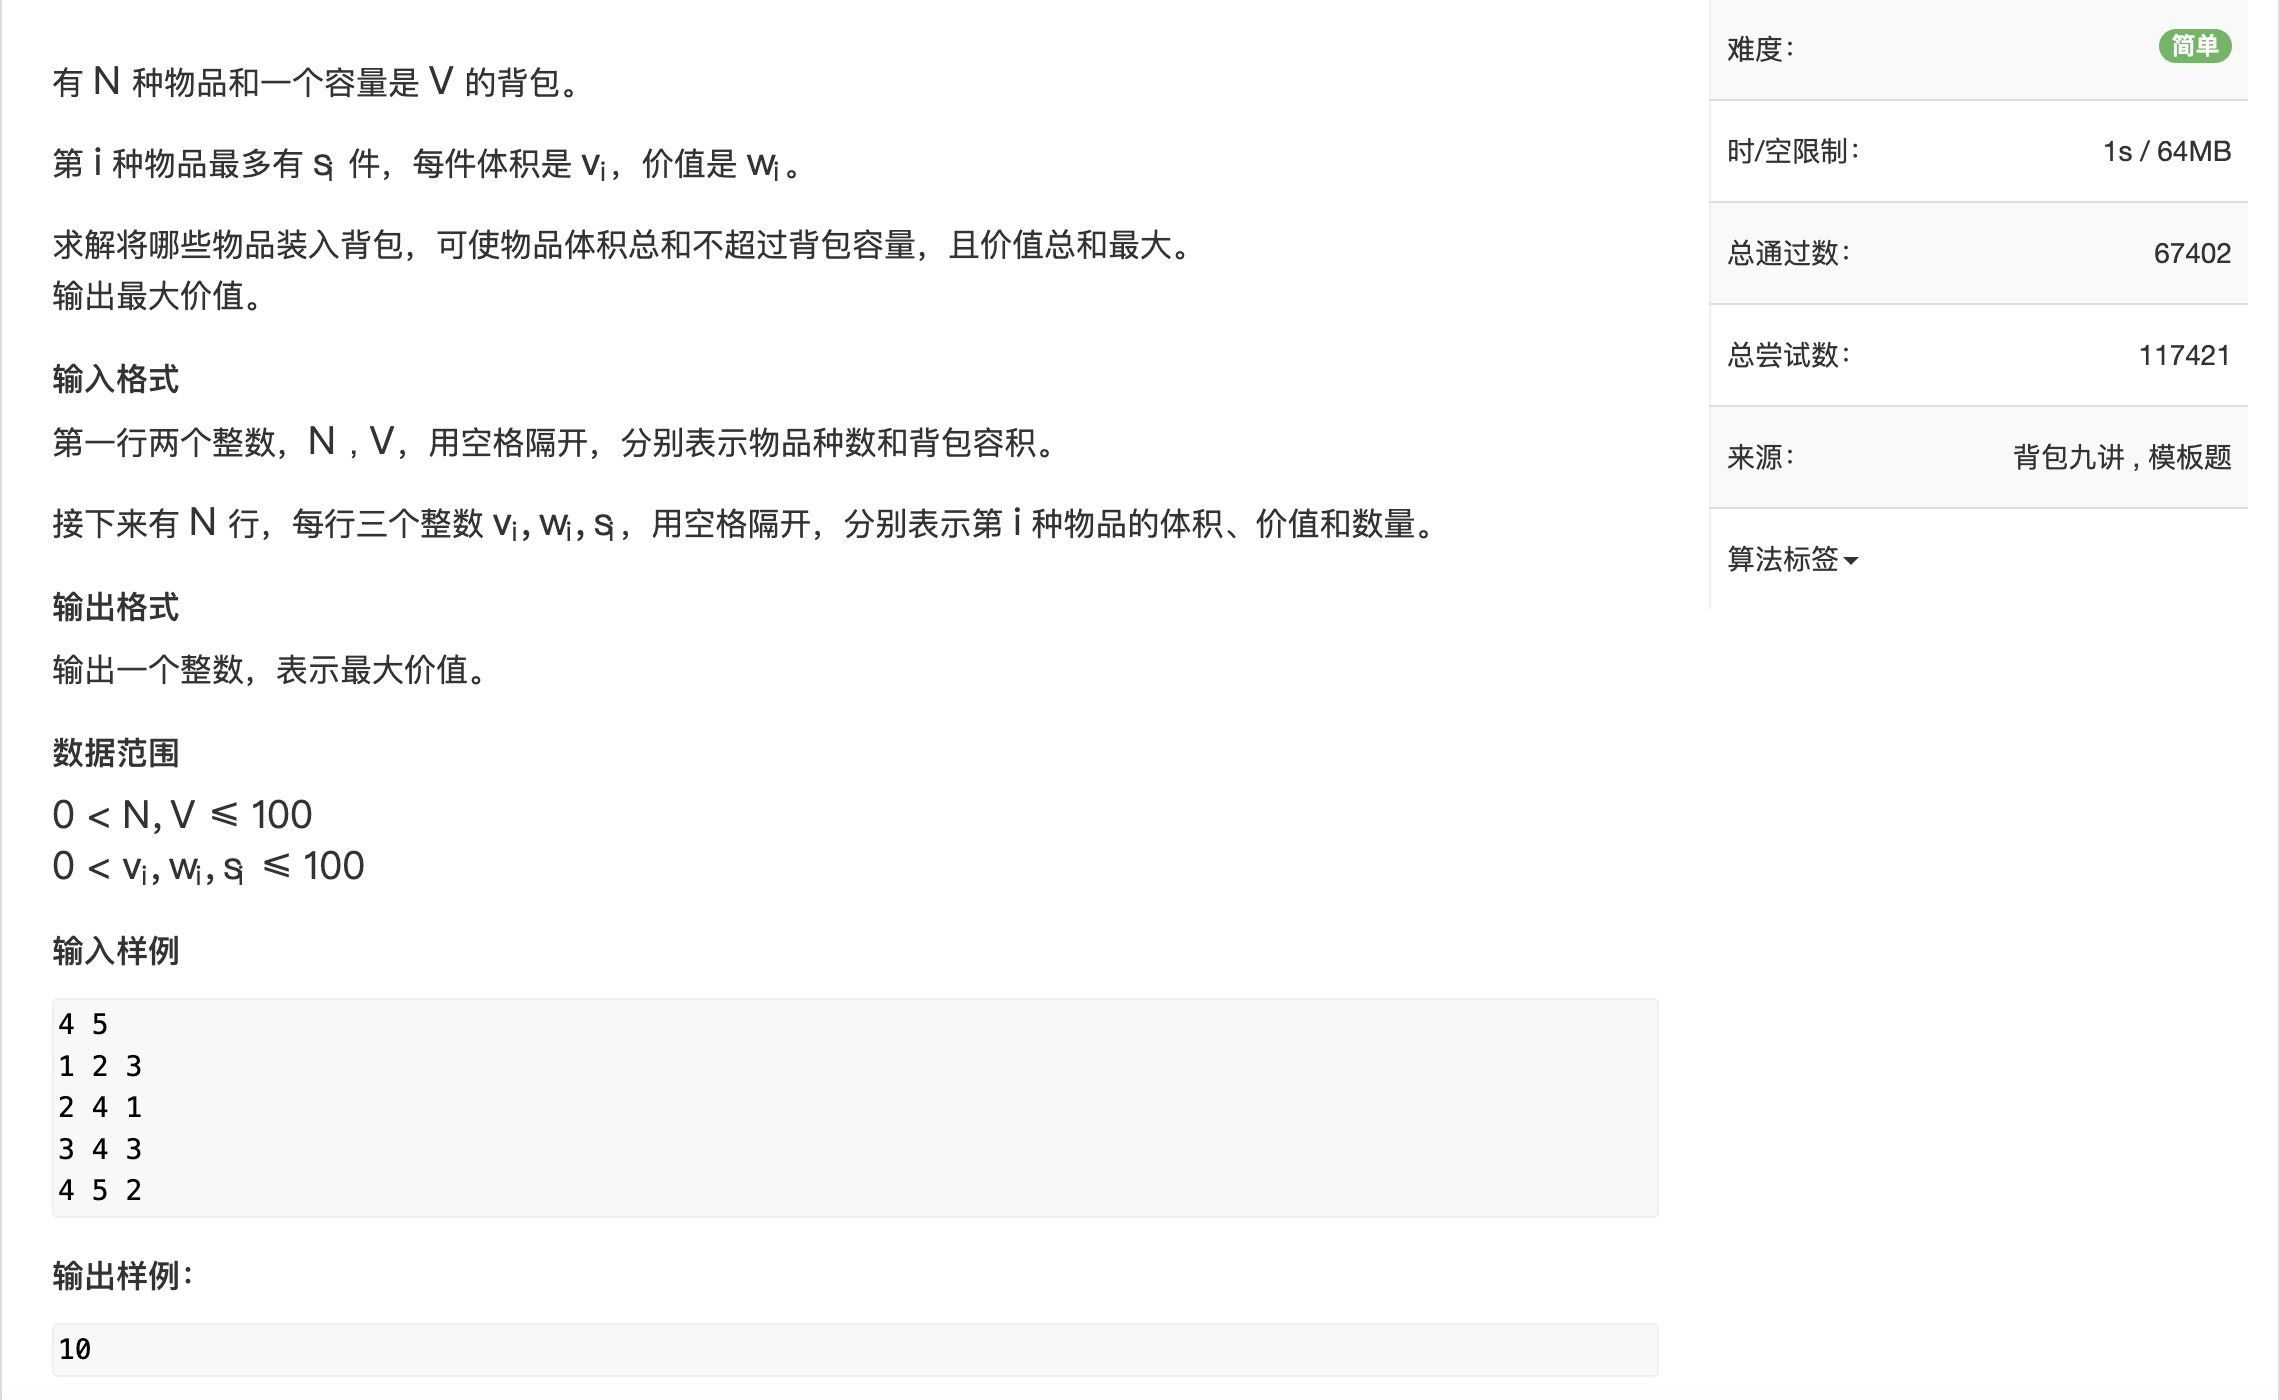 有 N 种物品和一个容量是 V 的背包。
第 i 种物品最多有 sᵢ 件，每件体积是 vᵢ，价值是 wᵢ。
求解将哪些物品装入背包，可使物品体积总和不超过背包容量，且价值总和最大。
输出最大价值。
输入格式
第一行两个整数，N , V，用空格隔开，分别表示物品种数和背包容积。
接下来有 N 行，每行三个整数 vᵢ, wᵢ, sᵢ，用空格隔开，分别表示第 i 种物品的体积、价值和数量。
输出格式
输出一个整数，表示最大价值。
数据范围
0 < N, V ⩽ 100
0 < vᵢ, wᵢ, sᵢ ⩽ 100
输入样例
4 5
1 2 3
2 4 1
3 4 3
4 5 2
输出样例：
10
难度： 简单
时/空限制： 1s / 64MB
总通过数： 67402
总尝试数： 117421
来源： 背包九讲 , 模板题
算法标签